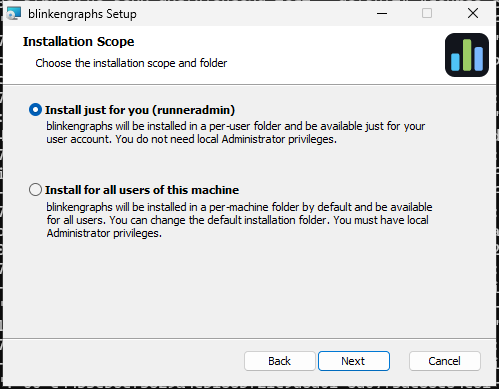 blinkengraphs Setup
Installation Scope
Choose the installation scope and folder
Install just for you (runneradmin)
blinkengraphs will be installed in a per-user folder and be available just for your
user account. You do not need local Administrator privileges.
Install for all users of this machine
blinkengraphs will be installed in a per-machine folder by default and be available
for all users. You can change the default installation folder. You must have local
Administrator privileges.
Back
Next
Cancel